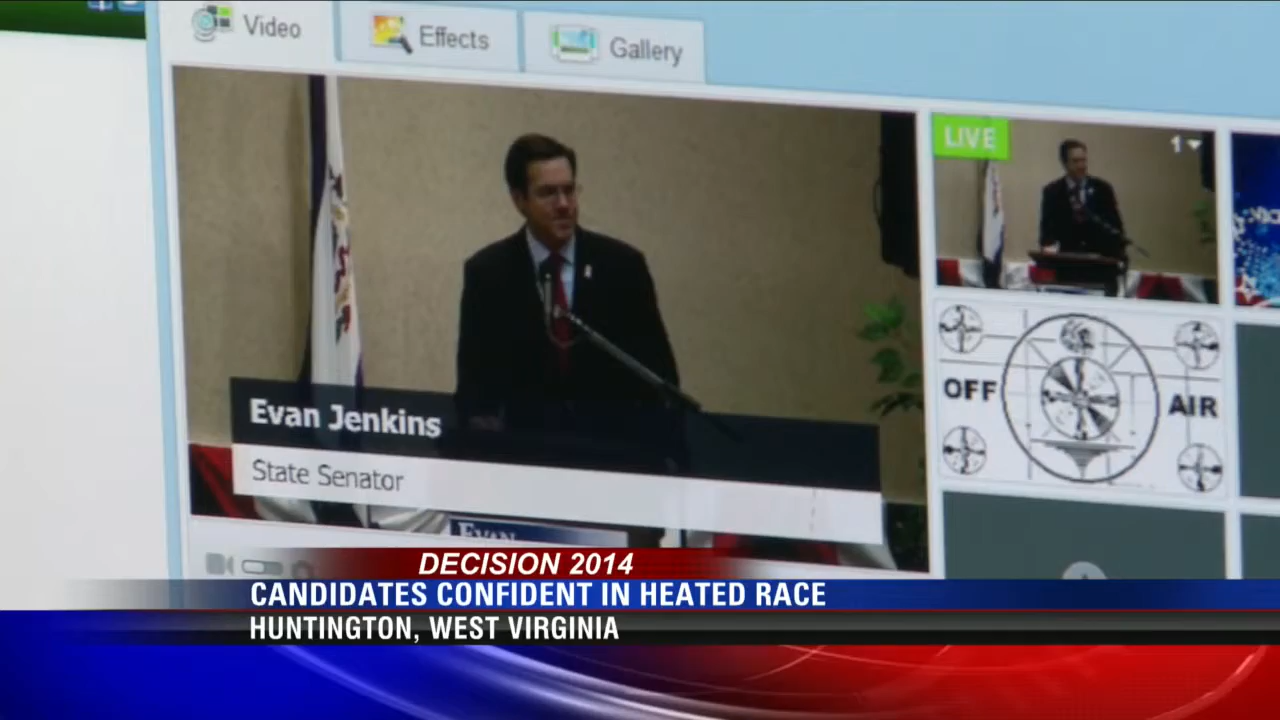 Video
Effects
Gallery
LIVE
1
OFF
AIR
Evan Jenkins
State Senator
EVAN
DECISION 2014
CANDIDATES CONFIDENT IN HEATED RACE
HUNTINGTON, WEST VIRGINIA